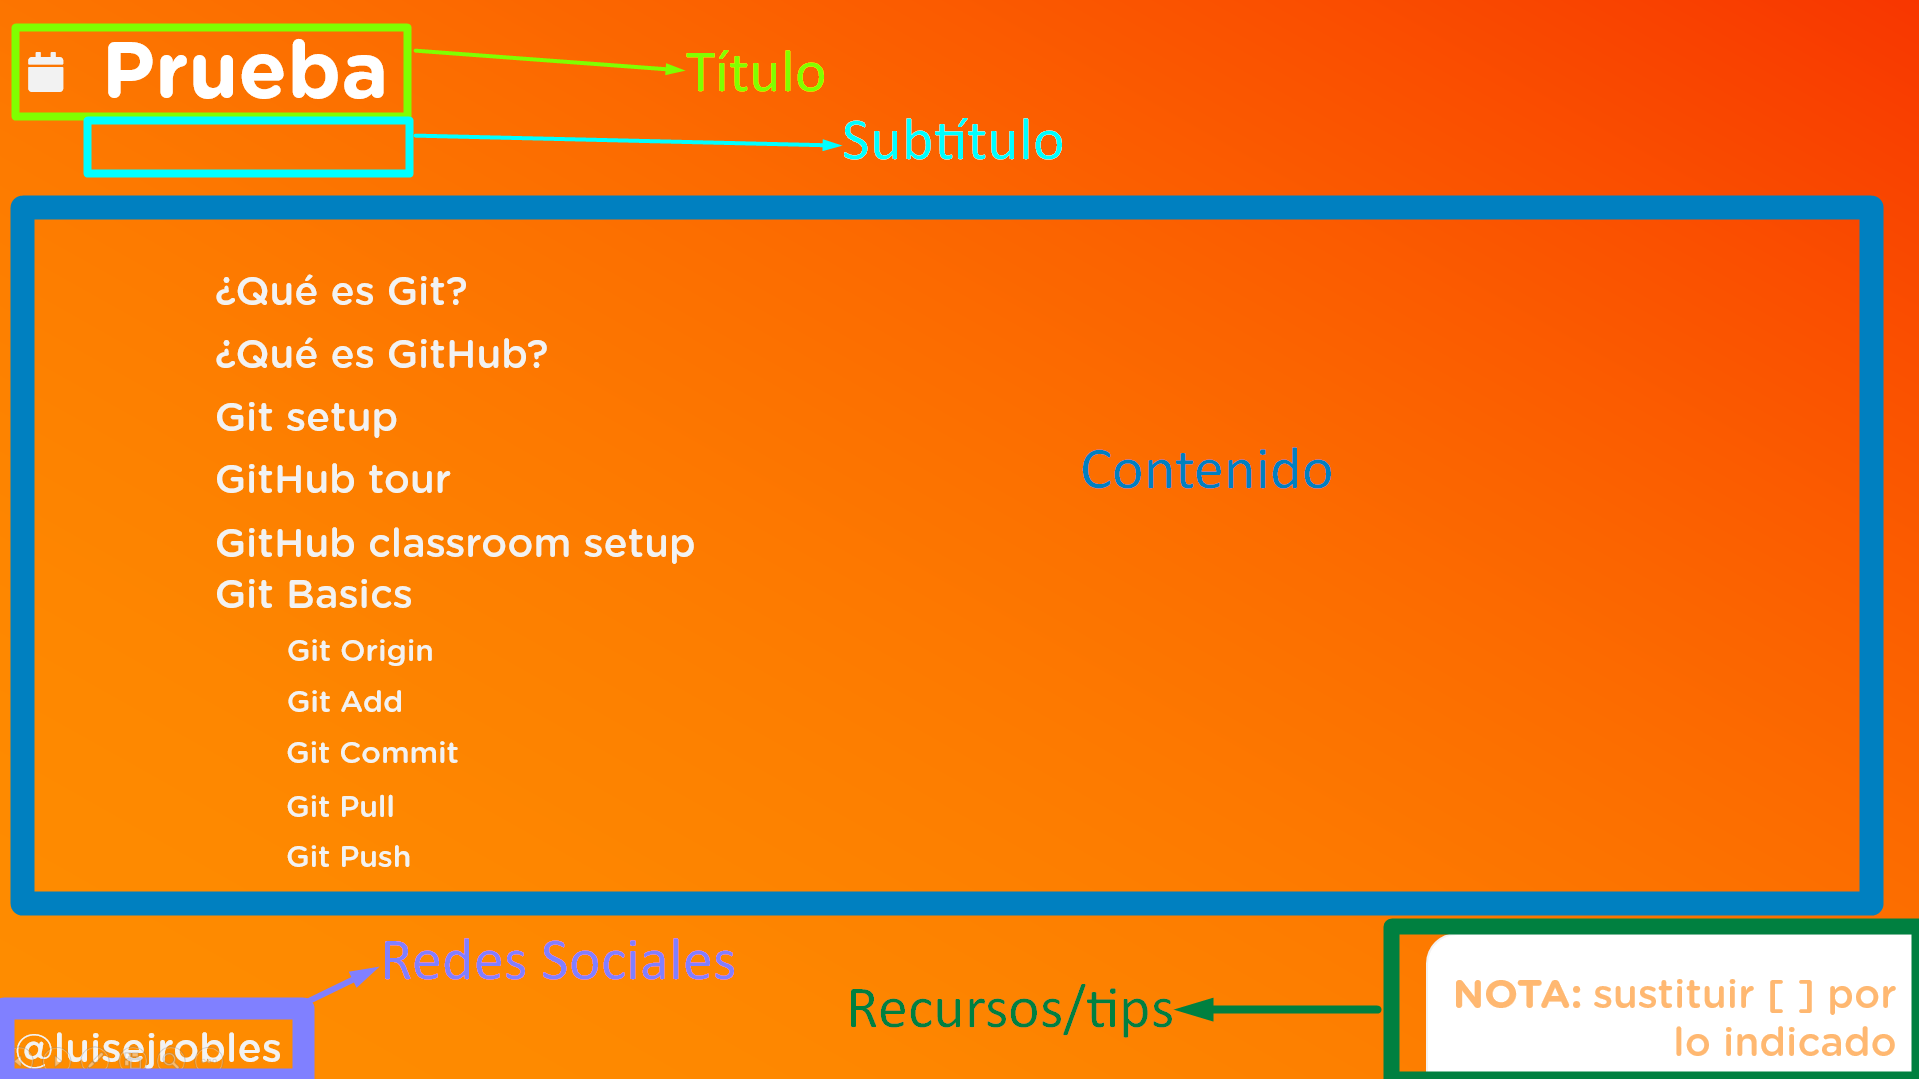 Prueba
Título
Subtítulo
¿Qué es Git?
¿Qué es GitHub?
Git setup
GitHub tour
Contenido
GitHub classroom setup
Git Basics
Git Origin
Git Add
Git Commit
Git Pull
Git Push
Redes Sociales
@luisejrobles
Recursos/tips
NOTA: sustituir [ ] por
lo indicado